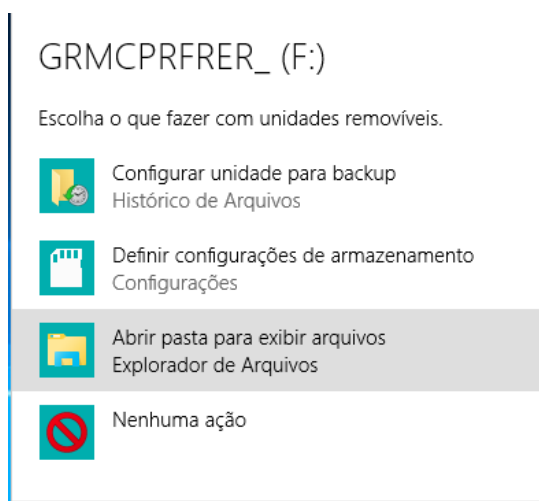 GRMCPRFRER_ (F:)
Escolha o que fazer com unidades removíveis.
Configurar unidade para backup
Histórico de Arquivos
Definir configurações de armazenamento
Configurações
Abrir pasta para exibir arquivos
Explorador de Arquivos
Nenhuma ação